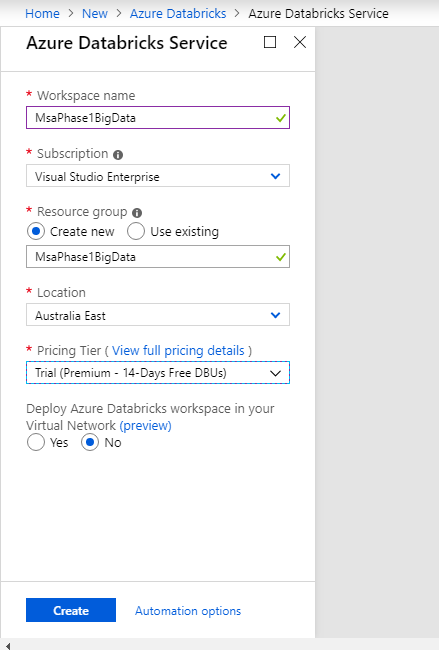 Home > New > Azure Databricks > Azure Databricks Service
Azure Databricks Service
* Workspace name
MsaPhase1BigData
* Subscription
Visual Studio Enterprise
* Resource group
Create new Use existing
MsaPhase1BigData
* Location
Australia East
* Pricing Tier ( View full pricing details )
Trial (Premium - 14-Days Free DBUs)
Deploy Azure Databricks workspace in your
Virtual Network (preview)
Yes No
Create Automation options